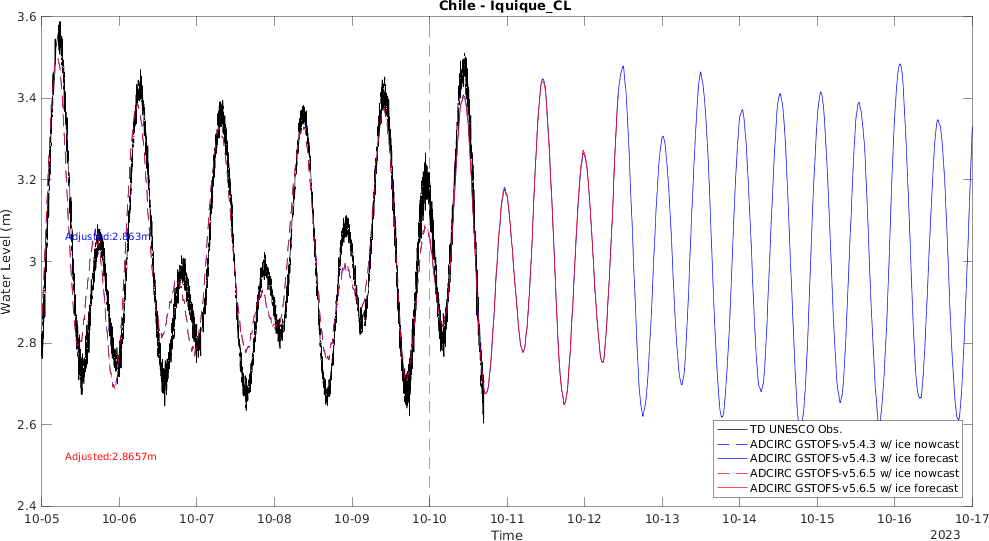 Chile - Iquique_CL
Water Level (m)
3.6
3.4
3.2
3
2.8
2.6
2.4
Adjusted:2.863m
Adjusted:2.8657m
TD UNESCO Obs.
ADCIRC GSTOFS-v5.4.3 w/ ice nowcast
ADCIRC GSTOFS-v5.4.3 w/ ice forecast
ADCIRC GSTOFS-v5.6.5 w/ ice nowcast
ADCIRC GSTOFS-v5.6.5 w/ ice forecast
10-05 10-06 10-07 10-08 10-09 10-10 10-11 10-12 10-13 10-14 10-15 10-16 10-17
Time
2023